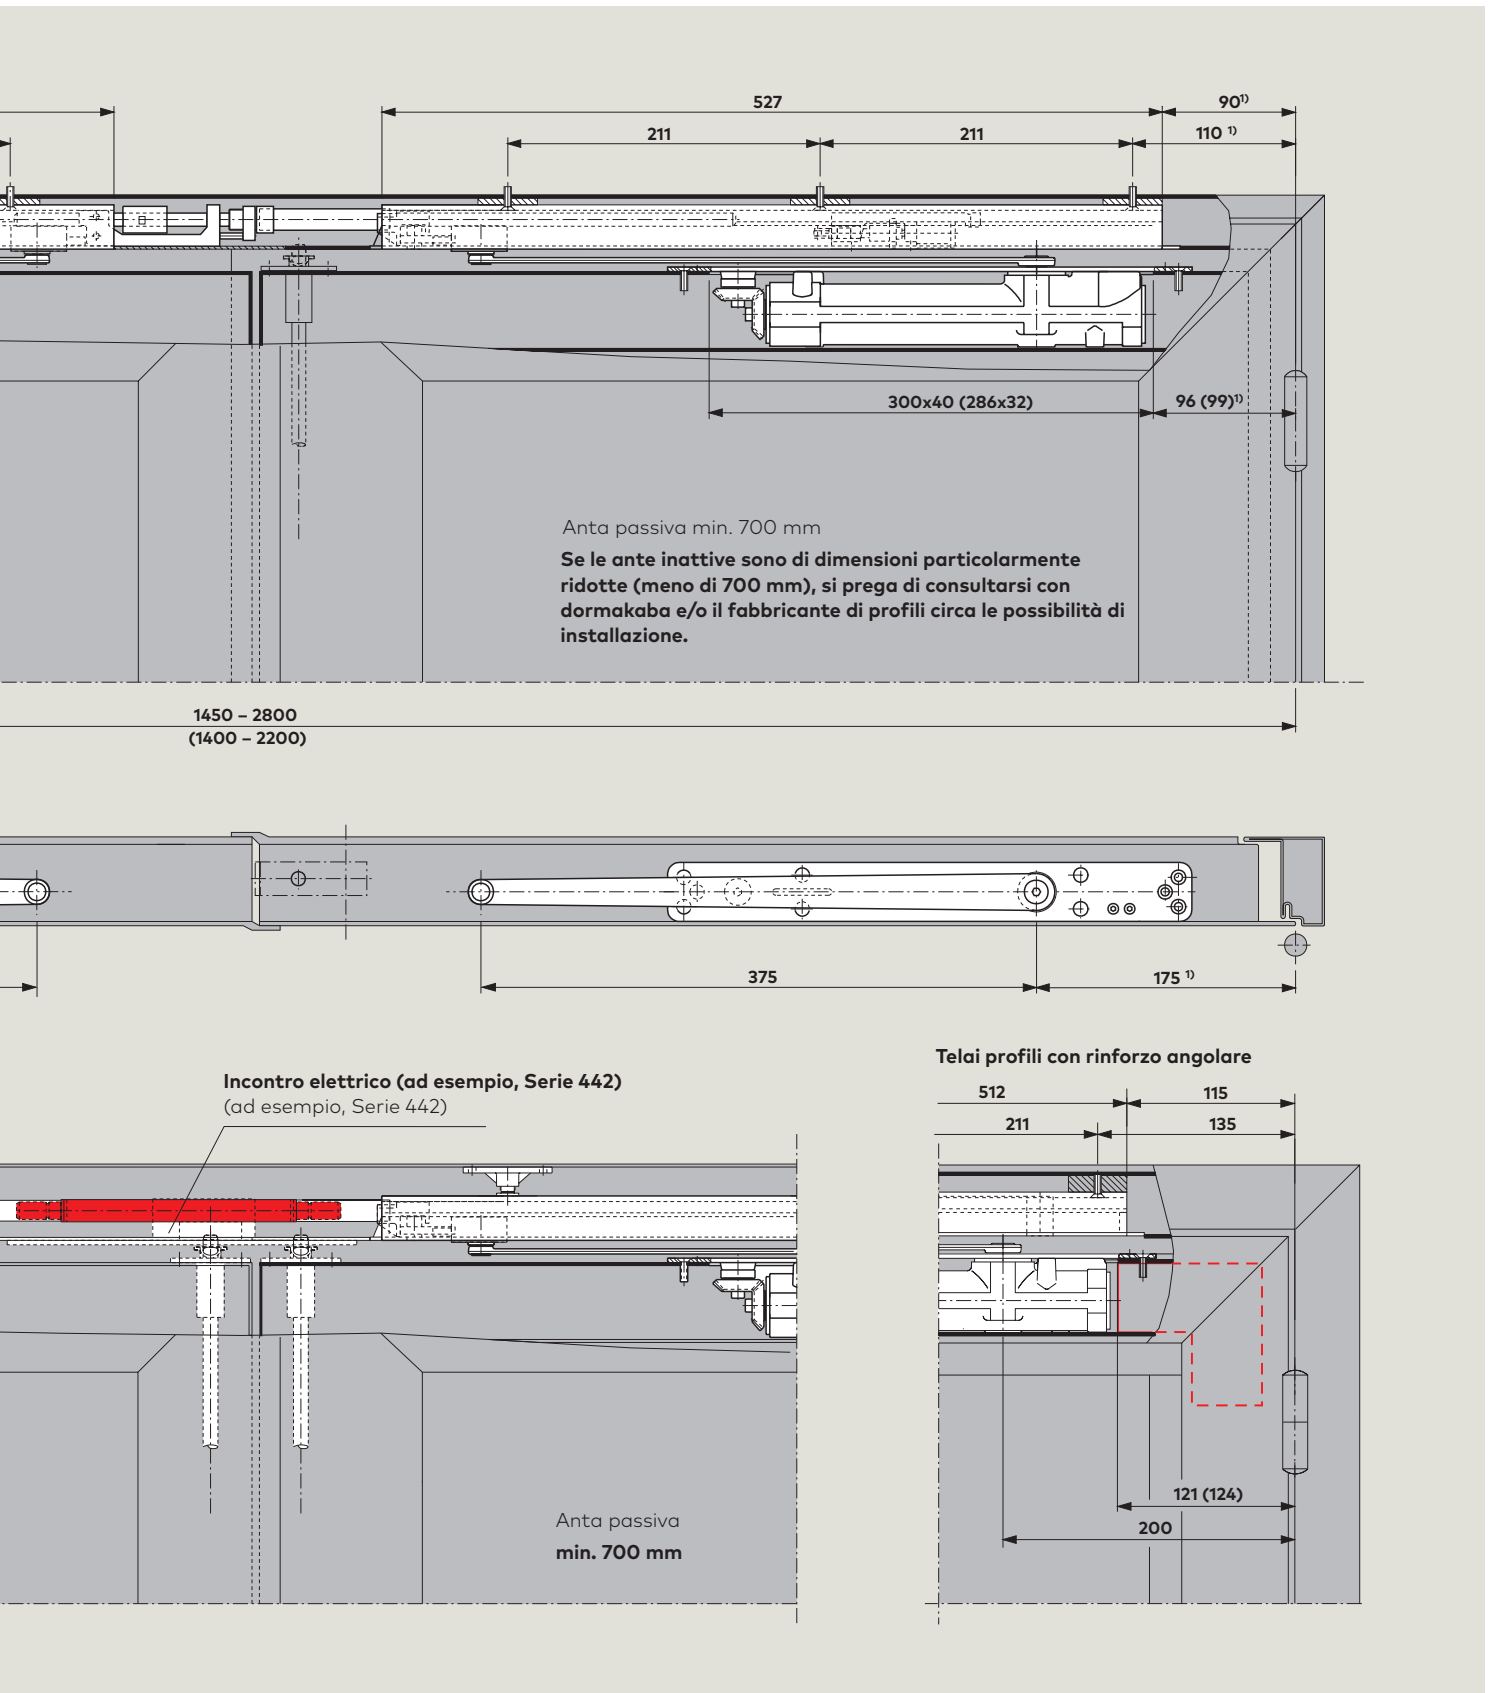 527
90¹⁾
211
211
110 ¹⁾
300x40 (286x32)
96 (99)¹⁾
Anta passiva min. 700 mm
Se le ante inattive sono di dimensioni particolarmente
ridotte (meno di 700 mm), si prega di consultarsi con
dormakaba e/o il fabbricante di profili circa le possibilità di
installazione.
1450 – 2800
(1400 – 2200)
375
175 ¹⁾
Telai profili con rinforzo angolare
Incontro elettrico (ad esempio, Serie 442)
(ad esempio, Serie 442)
512
115
211
135
121 (124)
200
Anta passiva
min. 700 mm